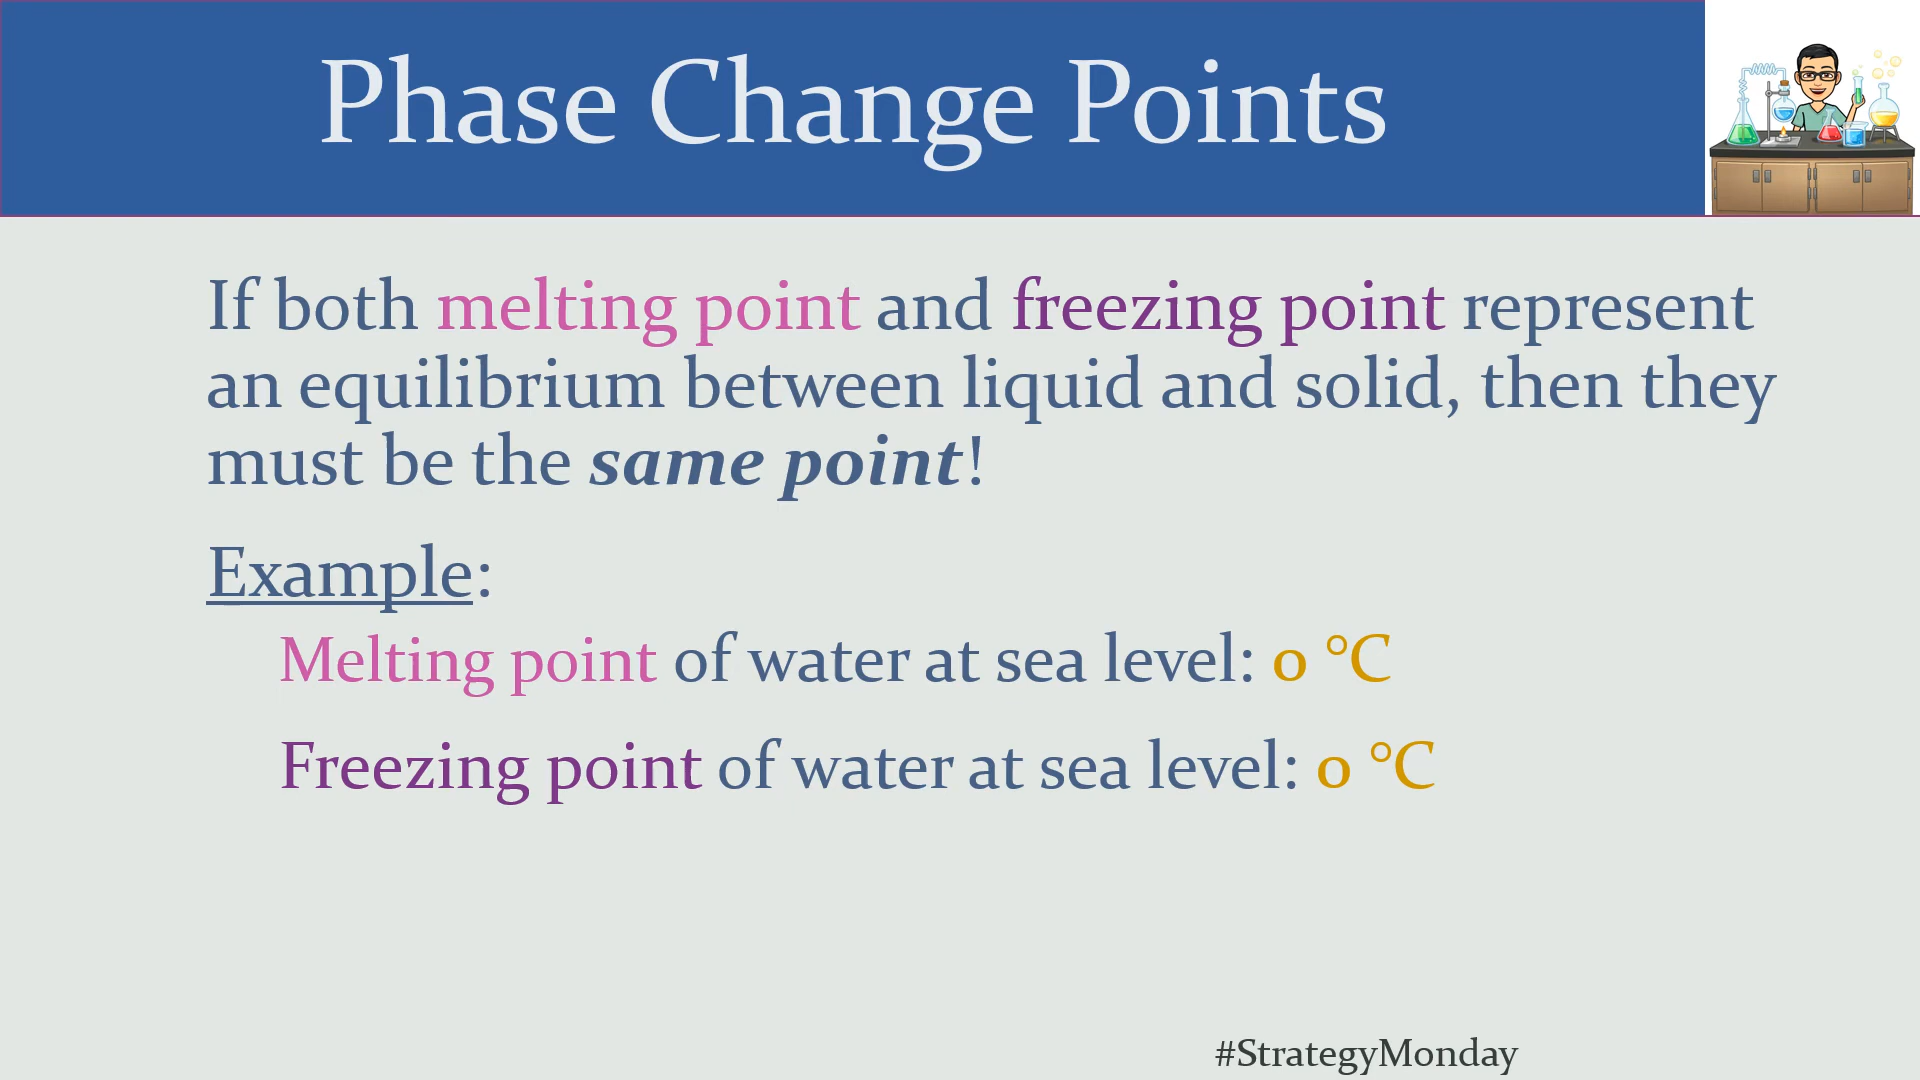 Phase Change Points
If both melting point and freezing point represent
an equilibrium between liquid and solid, then they
must be the same point!
Example:
Melting point of water at sea level: 0 °C
Freezing point of water at sea level: 0 °C
#StrategyMonday